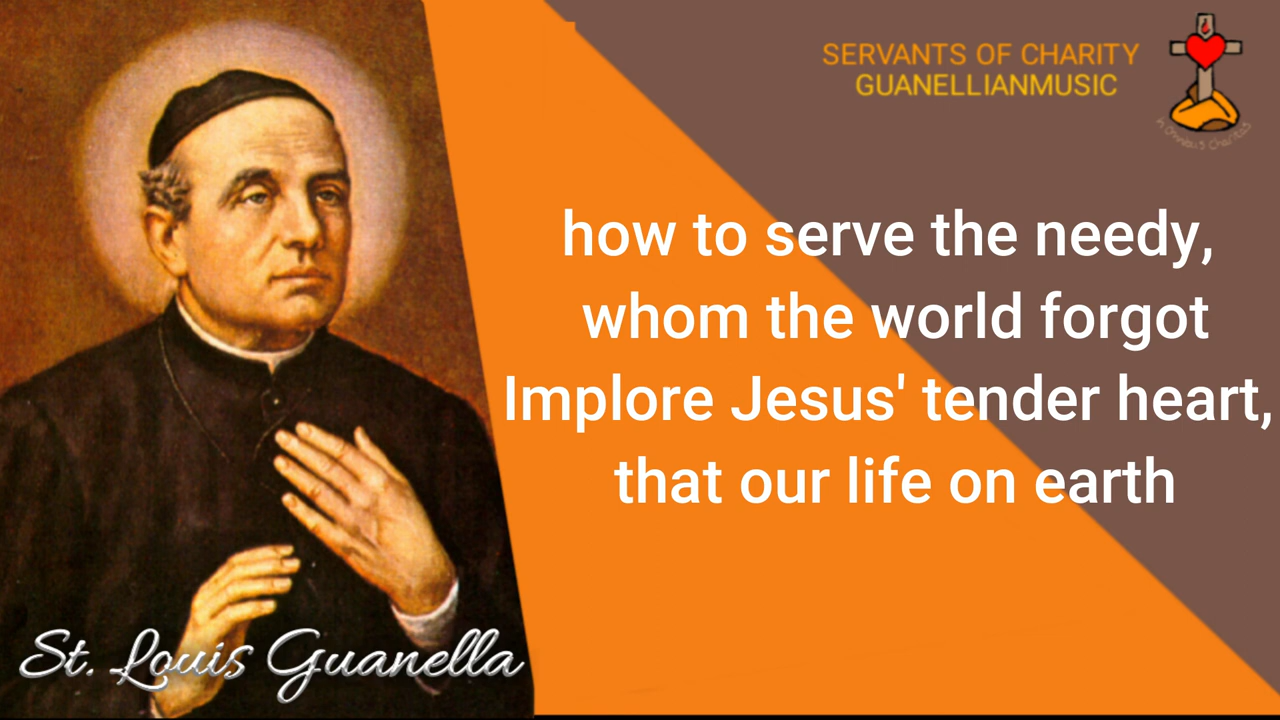 SERVANTS OF CHARITY
GUANELLIANMUSIC
how to serve the needy,
whom the world forgot
Implore Jesus' tender heart,
that our life on earth
St. Louis Guanella